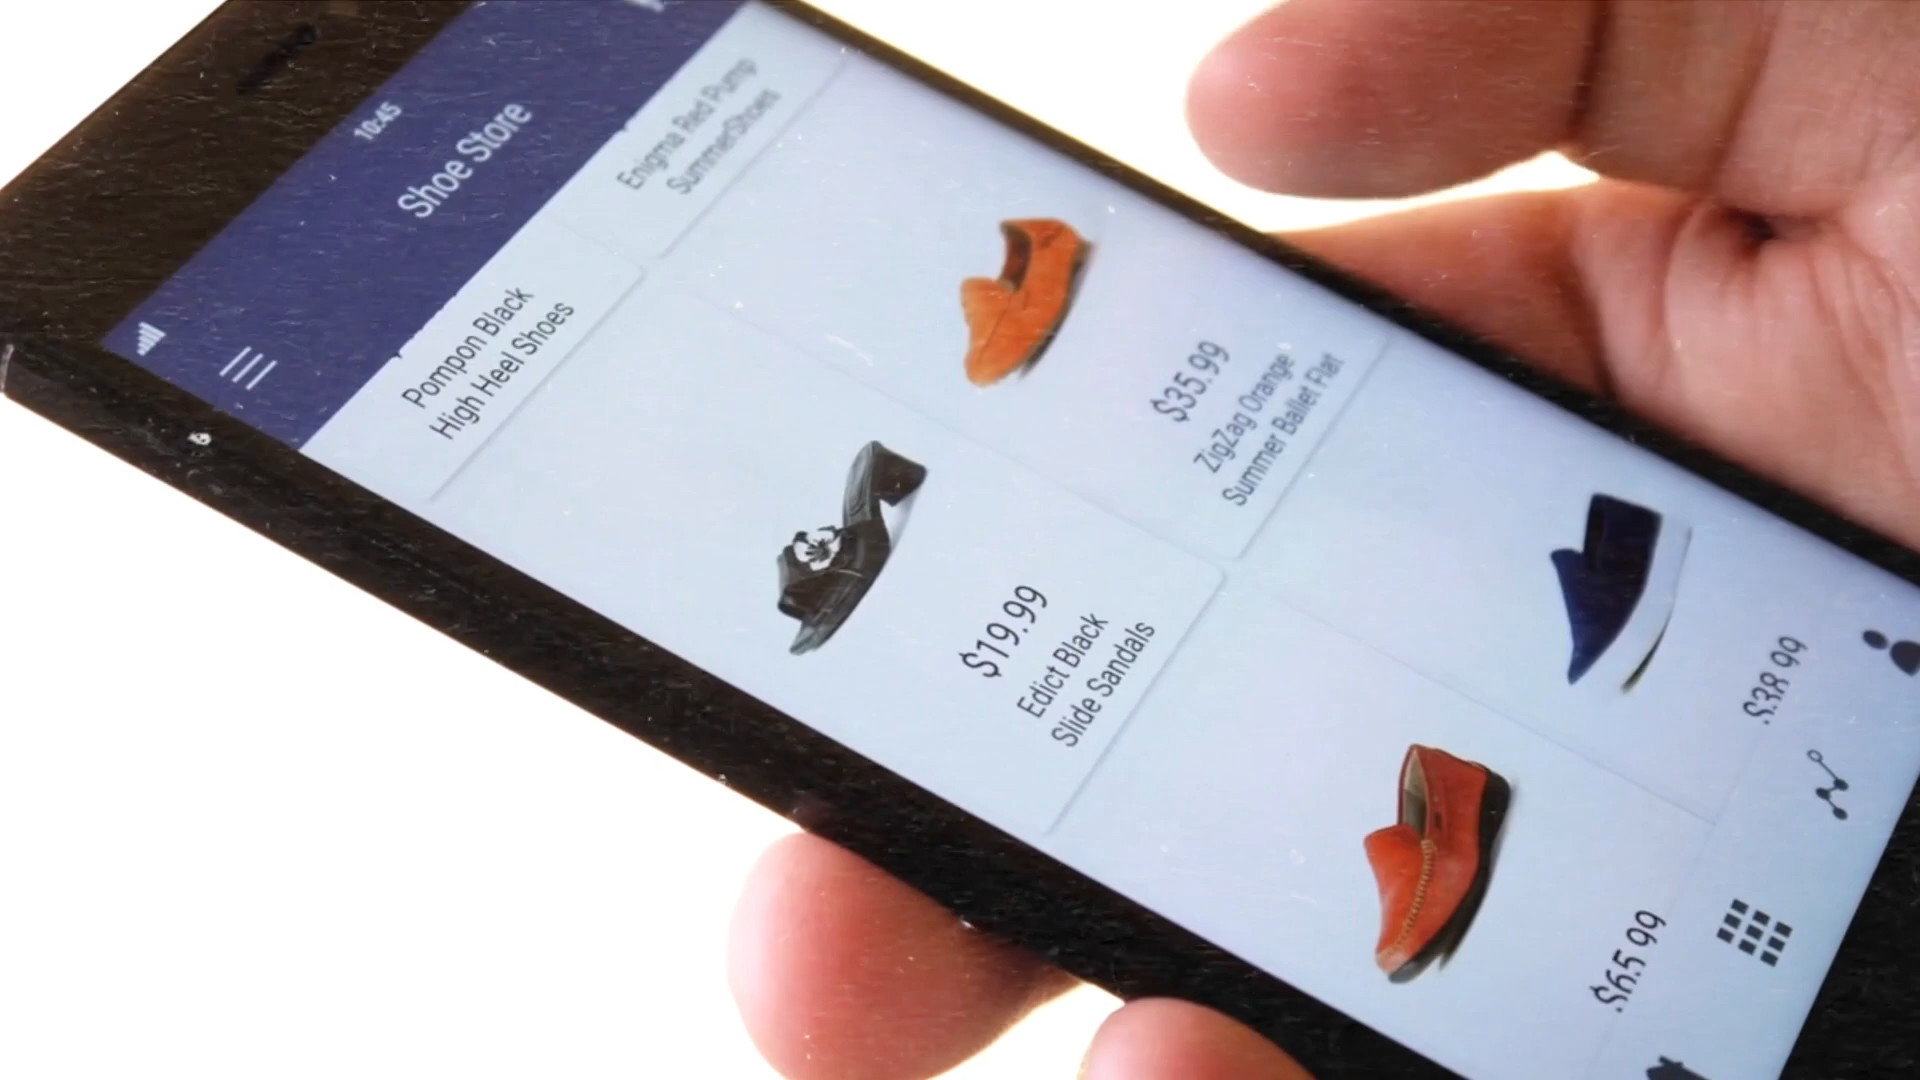 10:45
Shoe Store
Pompon Black
High Heel Shoes
Enigma Red Pump
SummerShoes
$19.99
Edict Black
Slide Sandals
$35.99
ZigZag Orange
Summer Ballet Flat
$65.99
$38.99